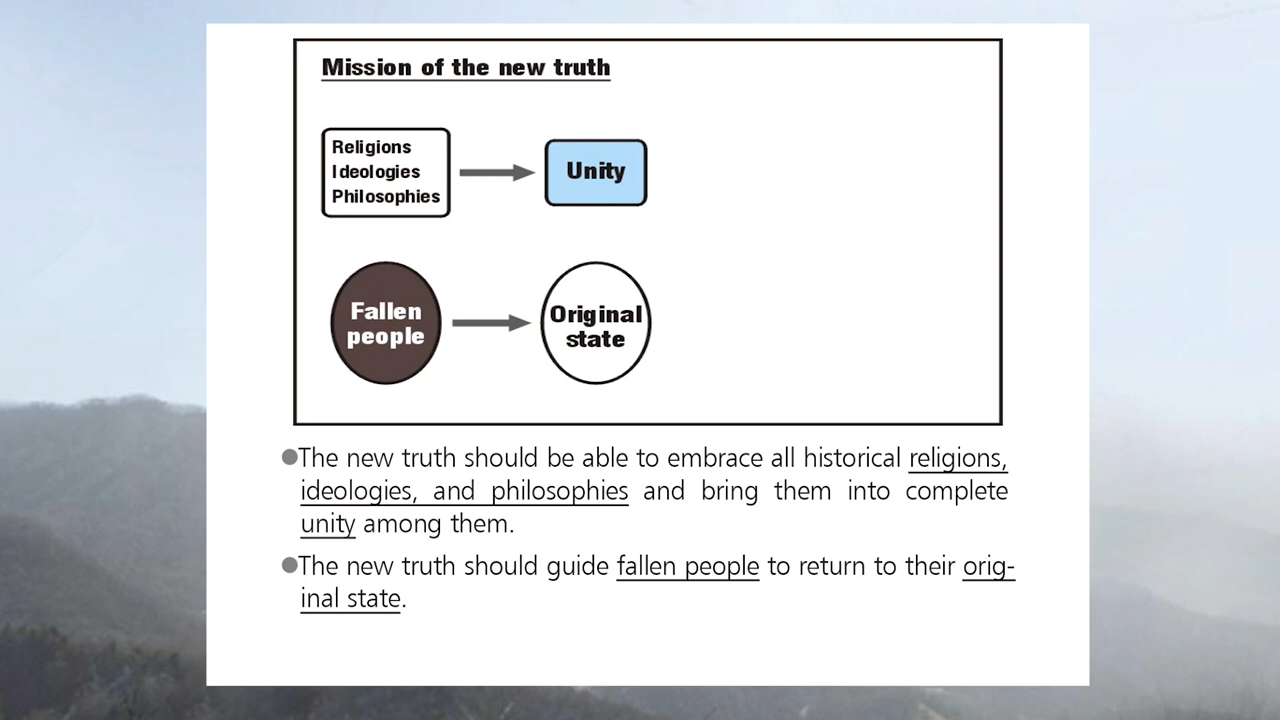 Mission of the new truth
Religions
Ideologies
Philosophies
Unity
Fallen
people
Original
state
●The new truth should be able to embrace all historical religions,
ideologies, and philosophies and bring them into complete
unity among them.
●The new truth should guide fallen people to return to their orig-
inal state.